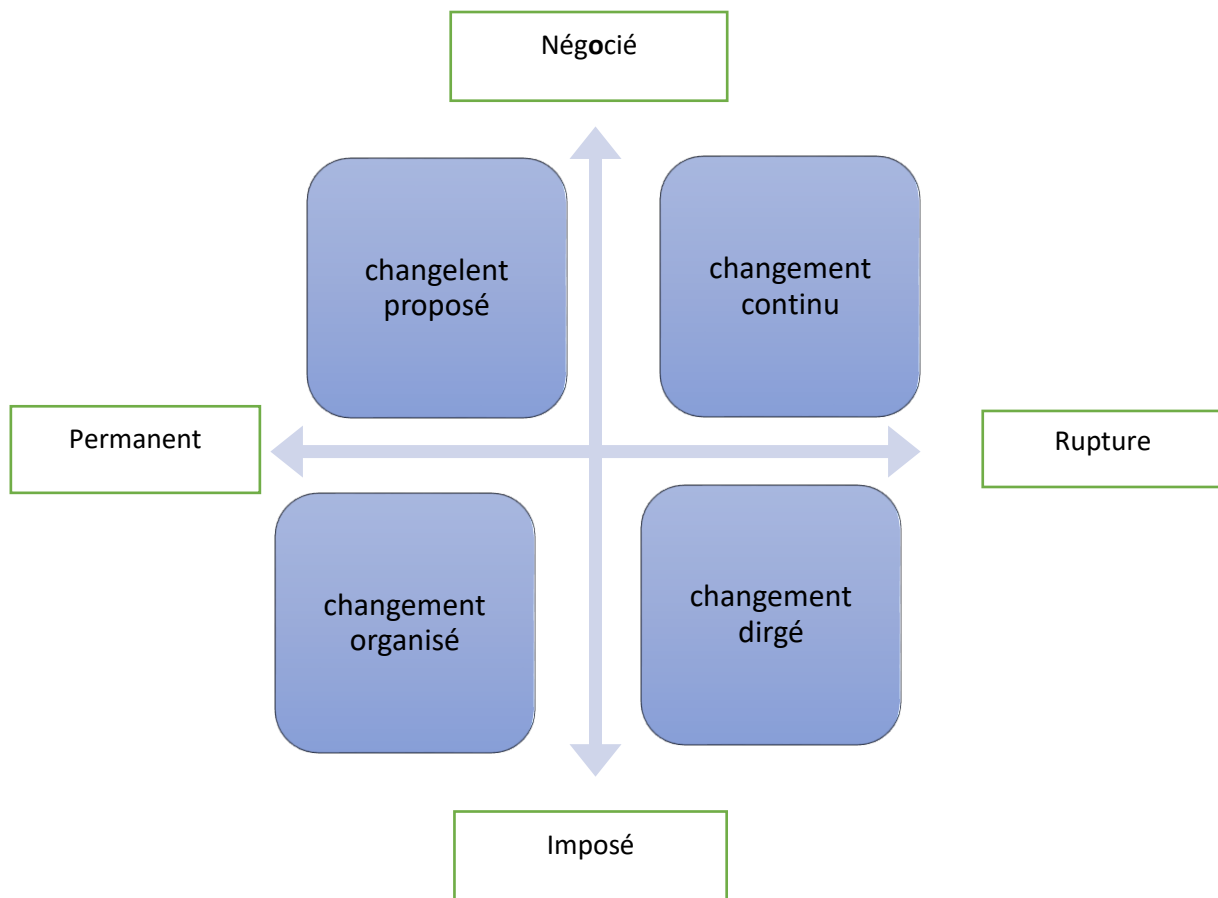 Négocié
changelent
proposé
changement
continu
Permanent
Rupture
changement
organisé
changement
dirgé
Imposé